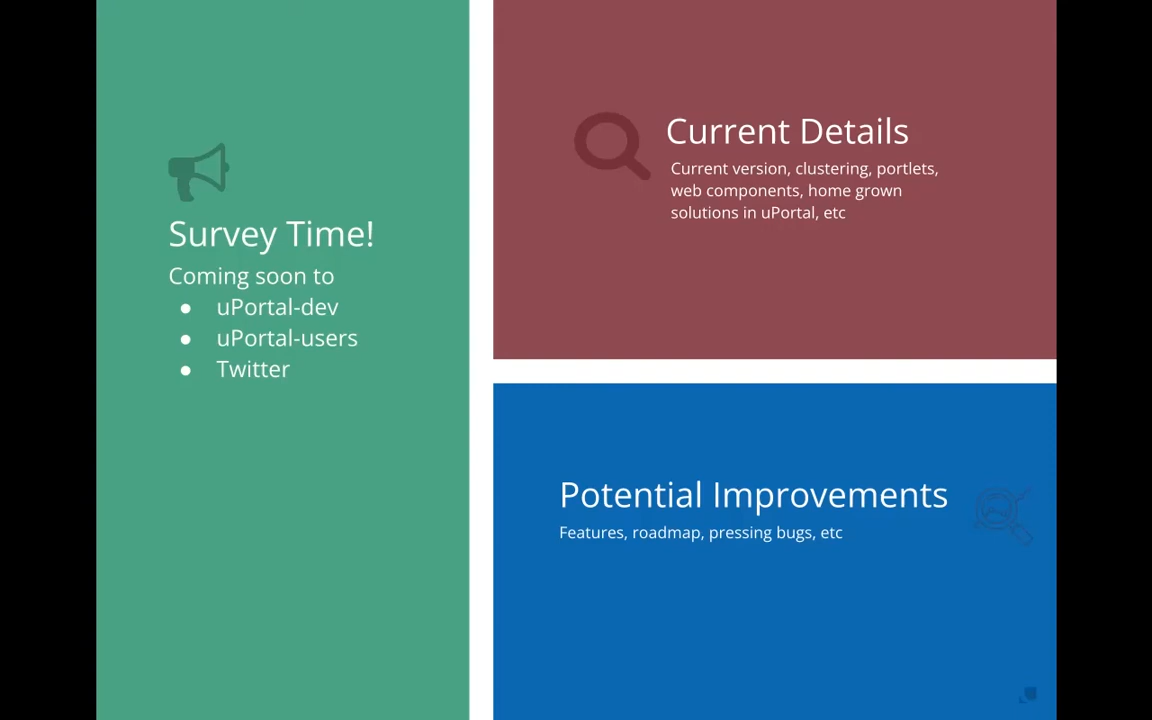 Survey Time!
Coming soon to
● uPortal-dev
● uPortal-users
● Twitter
Current Details
Current version, clustering, portlets,
web components, home grown
solutions in uPortal, etc
Potential Improvements
Features, roadmap, pressing bugs, etc